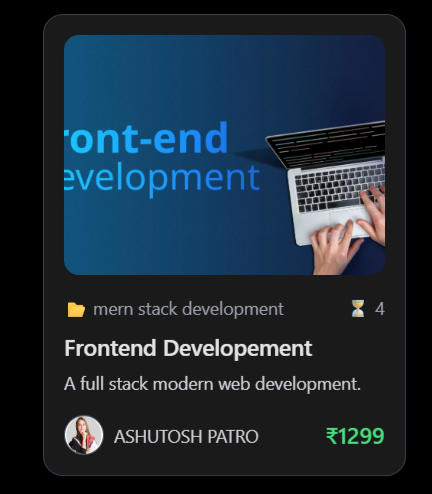 ront-end
evelopment
📂 mern stack development ⏳ 4
Frontend Developement
A full stack modern web development.
ASHUTOSH PATRO ₹1299